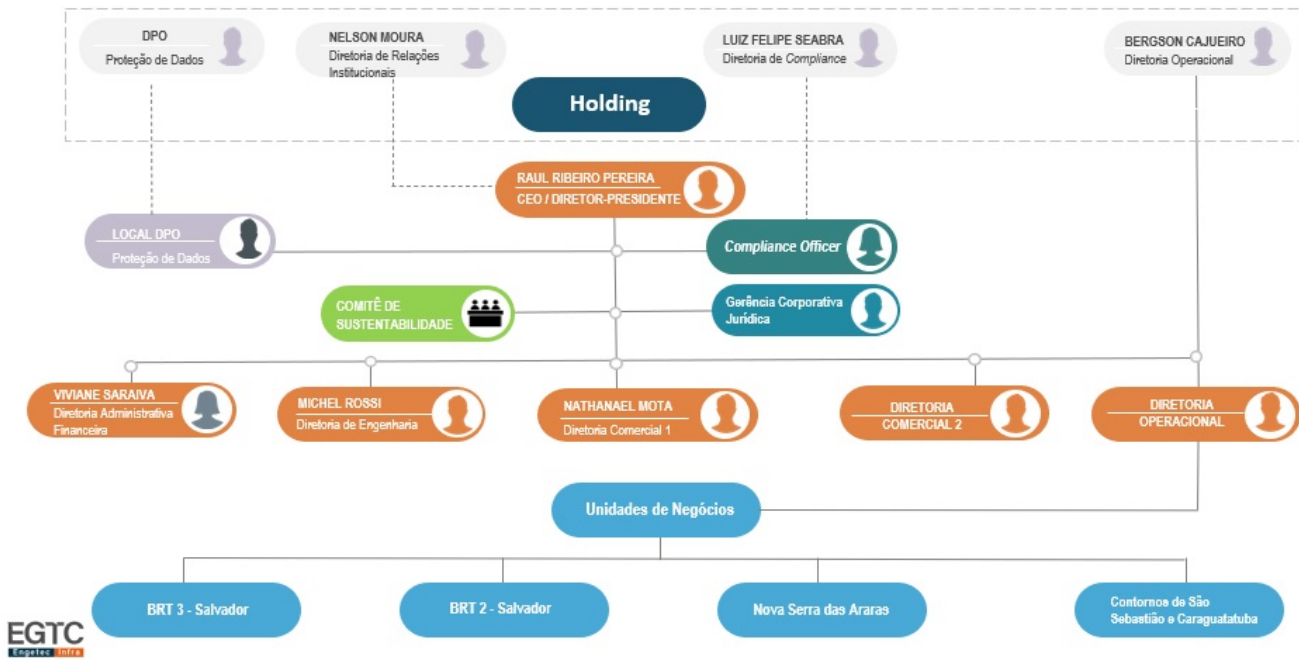 DPO
Proteção de Dados
NELSON MOURA
Diretoria de Relações
Institucionais
LUIZ FELIPE SEABRA
Diretoria de Compliance
BERGSON CAJUEIRO
Diretoria Operacional
Holding
RAUL RIBEIRO PEREIRA
CEO / DIRETOR-PRESIDENTE
LOCAL DPO
Proteção de Dados
Compliance Officer
COMITÊ DE
SUSTENTABILIDADE
Gerência Corporativa
Jurídica
VIVIANE SARAIVA
Diretoria Administrativa
Financeira
MICHEL ROSSI
Diretoria de Engenharia
NATHANAEL MOTA
Diretoria Comercial 1
DIRETORIA
COMERCIAL 2
DIRETORIA
OPERACIONAL
Unidades de Negócios
BRT 3 - Salvador
BRT 2 - Salvador
Nova Serra das Araras
Contornos de São
Sebastião e Caraguatatuba
EGTC
Engetec Infra